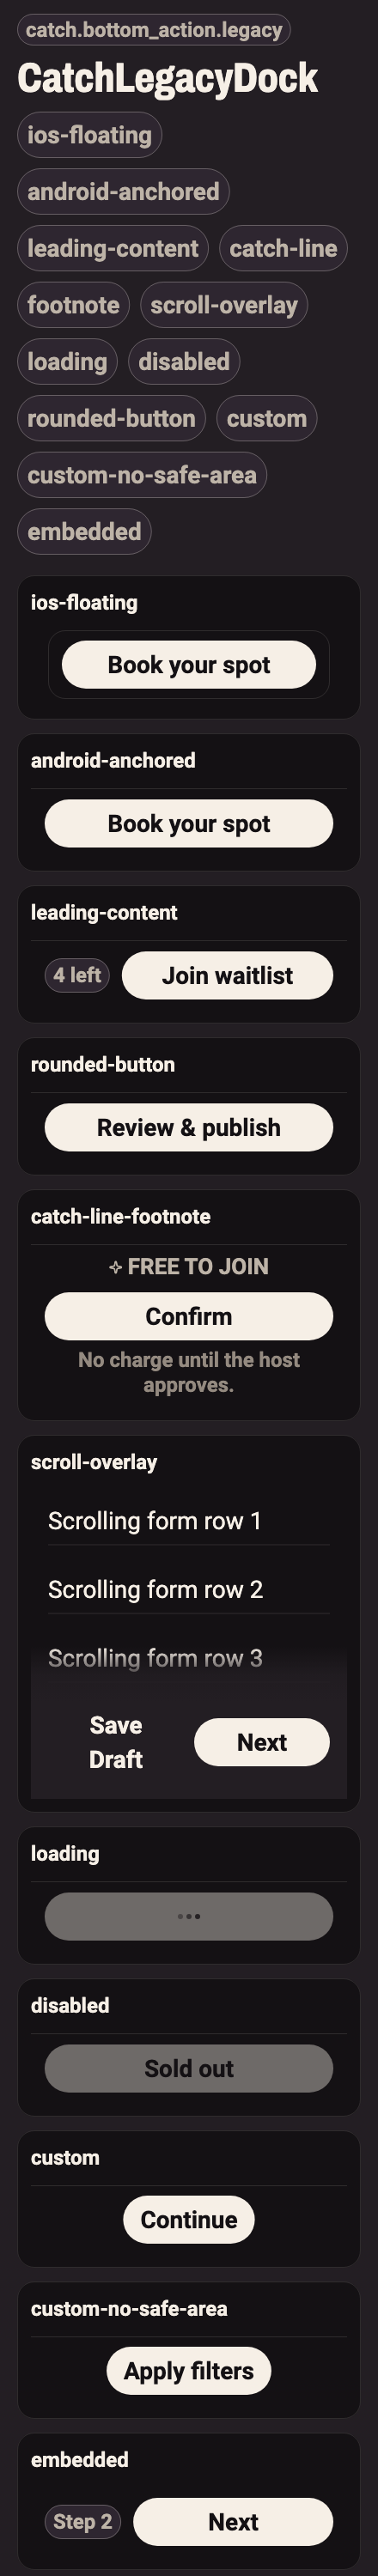 catch.bottom_action.legacy
CatchLegacyDock
ios-floating
android-anchored
leading-content catch-line
footnote scroll-overlay
loading disabled
rounded-button custom
custom-no-safe-area
embedded
ios-floating
Book your spot
android-anchored
Book your spot
leading-content
4 left Join waitlist
rounded-button
Review & publish
catch-line-footnote
FREE TO JOIN
Confirm
No charge until the host
approves.
scroll-overlay
Scrolling form row 1
Scrolling form row 2
Scrolling form row 3
Save
Draft
Next
loading
disabled
Sold out
custom
Continue
custom-no-safe-area
Apply filters
embedded
Step 2 Next